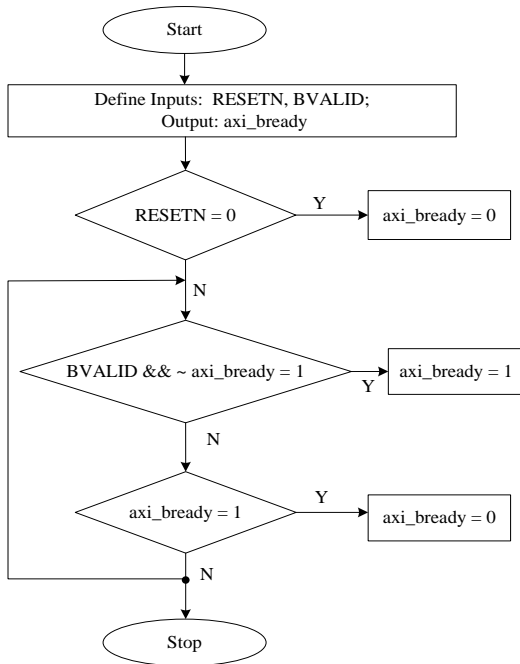 Start
Define Inputs: RESETN, BVALID;
Output: axi_bready
RESETN = 0
Y
axi_bready = 0
N
BVALID && ~ axi_bready = 1
Y
axi_bready = 1
N
axi_bready = 1
Y
axi_bready = 0
N
Stop